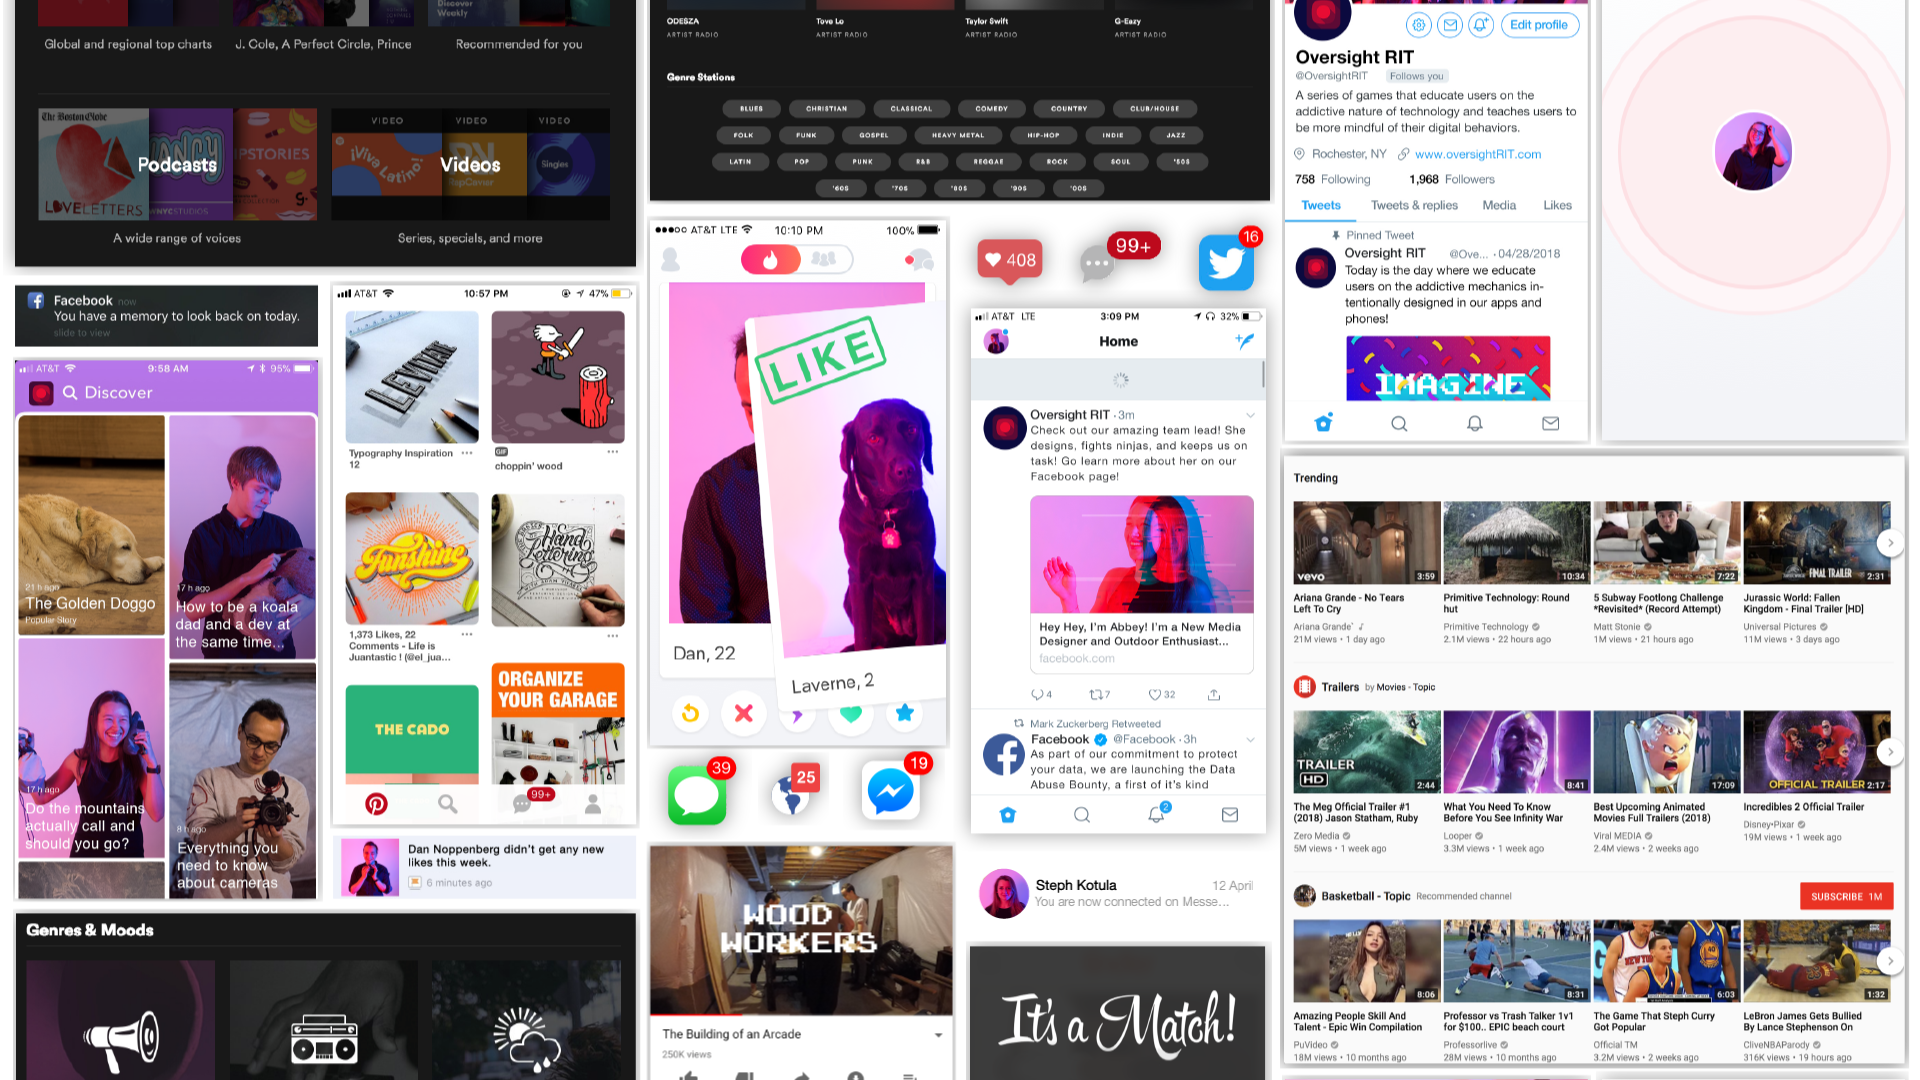 Global and regional top charts
J. Cole, A Perfect Circle, Prince
Discover
Weekly
Recommended for you
The Boston Globe
LOVELETTERS
WNYCSTUDIOS
Podcasts
A wide range of voices
VIDEO
VIDEO
VIDEO
¡Viva Latino!
Singles
Videos
Series, specials, and more
ODESZA
ARTIST RADIO
Tove Lo
ARTIST RADIO
Taylor Swift
ARTIST RADIO
G-Eazy
ARTIST RADIO
Genre Stations
BLUES CHRISTIAN CLASSICAL COMEDY COUNTRY CLUB/HOUSE
FOLK FUNK GOSPEL HEAVY METAL HIP-HOP INDIE JAZZ
LATIN POP PUNK R&B REGGAE ROCK SOUL '50S
'60S '70S '80S '90S '00S
Edit profile
Oversight RIT
@OversightRIT Follows you
A series of games that educate users on the
addictive nature of technology and teaches users to
be more mindful of their digital behaviors.
Rochester, NY www.oversightRIT.com
758 Following 1,968 Followers
Tweets Tweets & replies Media Likes
Pinned Tweet
Oversight RIT @Ove... · 04/28/2018
Today is the day where we educate
users on the addictive mechanics in-
tentionally designed in our apps and
phones!
IMAGINE
Facebook now
You have a memory to look back on today.
slide to view
AT&T 9:58 AM 95%
Discover
21 h ago
The Golden Doggo
Popular Story
17 h ago
How to be a koala
dad and a dev at
the same time...
17 h ago
Do the mountains
actually call and
should you go?
8 h ago
Everything you
need to know
about cameras
AT&T 10:57 PM 47%
Typography Inspiration
12
GIF
choppin' wood
Funshine
Hand
Lettering
1,373 Likes, 22
Comments - Life is
Juantastic ! (@el_jua...
THE CADO
ORGANIZE
YOUR GARAGE
99+
Dan Noppenberg didn't get any new
likes this week.
6 minutes ago
AT&T LTE 10:10 PM 100%
LIKE
Dan, 22
Laverne, 2
39
25
19
408
99+
16
AT&T LTE 3:09 PM 32%
Home
Oversight RIT · 3m
Check out our amazing team lead! She
designs, fights ninjas, and keeps us on
task! Go learn more about her on our
Facebook page!
Hey Hey, I'm Abbey! I'm a New Media
Designer and Outdoor Enthusiast...
facebook.com
4 7 32
Mark Zuckerberg Retweeted
Facebook @Facebook · 3h
As part of our commitment to protect
your data, we are launching the Data
Abuse Bounty, a first of it's kind
2
Steph Kotula 12 April
You are now connected on Messe...
It's a Match!
Genres & Moods
WOOD
WORKERS
The Building of an Arcade
250K views
Trending
vevo 3:59
10:34
7:22
FINAL TRAILER 2:31
Ariana Grande - No Tears
Left To Cry
Ariana Grande
21M views • 1 day ago
Primitive Technology: Round
hut
Primitive Technology
2.1M views • 22 hours ago
5 Subway Footlong Challenge
*Revisited* (Record Attempt)
Matt Stonie
1M views • 21 hours ago
Jurassic World: Fallen
Kingdom - Final Trailer [HD]
Universal Pictures
11M views • 3 days ago
Trailers by Movies - Topic
TRAILER
HD 2:44
8:41
17:09
OFFICIAL TRAILER 2:17
The Meg Official Trailer #1
(2018) Jason Statham, Ruby
Zero Media
5M views • 1 week ago
What You Need To Know
Before You See Infinity War
Looper
3.3M views • 1 week ago
Best Upcoming Animated
Movies Full Trailers (2018)
Viral MEDIA
2.4M views • 2 weeks ago
Incredibles 2 Official Trailer
Disney•Pixar
19M views • 1 week ago
Basketball - Topic Recommended channel
SUBSCRIBE 1M
8:06
8:31
NEW YORK 40 6:03
1:32
Amazing People Skill And
Talent - Epic Win Compilation
PuVideo
18M views • 10 months ago
Professor vs Trash Talker 1v1
for $100.. EPIC beach court
Professorlive
28M views • 10 months ago
The Game That Steph Curry
Got Popular
Official TM
3.2M views • 2 weeks ago
LeBron James Gets Bullied
By Lance Stephenson On
CliveNBAParody
316K views • 19 hours ago